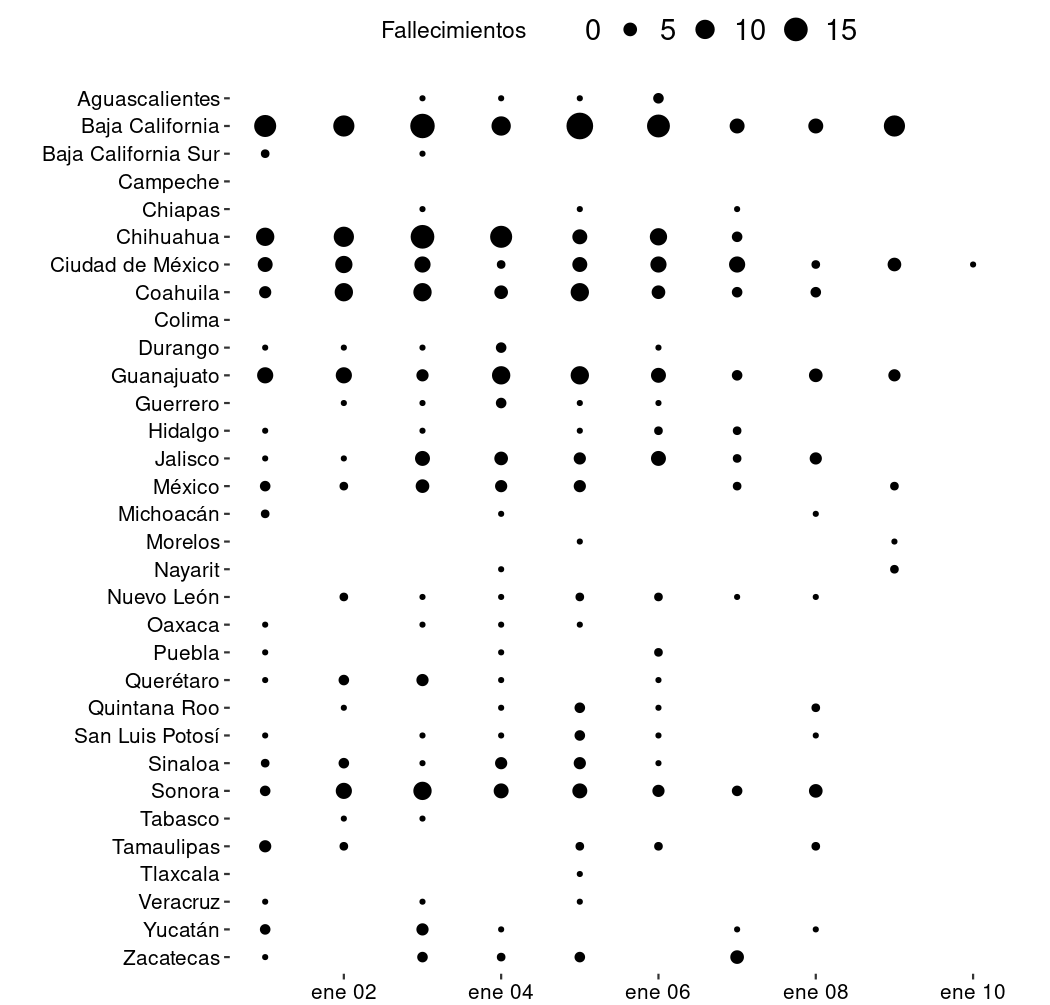 Fallecimientos 0 5 10 15
Aguascalientes
Baja California
Baja California Sur
Campeche
Chiapas
Chihuahua
Ciudad de México
Coahuila
Colima
Durango
Guanajuato
Guerrero
Hidalgo
Jalisco
México
Michoacán
Morelos
Nayarit
Nuevo León
Oaxaca
Puebla
Querétaro
Quintana Roo
San Luis Potosí
Sinaloa
Sonora
Tabasco
Tamaulipas
Tlaxcala
Veracruz
Yucatán
Zacatecas
ene 02 ene 04 ene 06 ene 08 ene 10